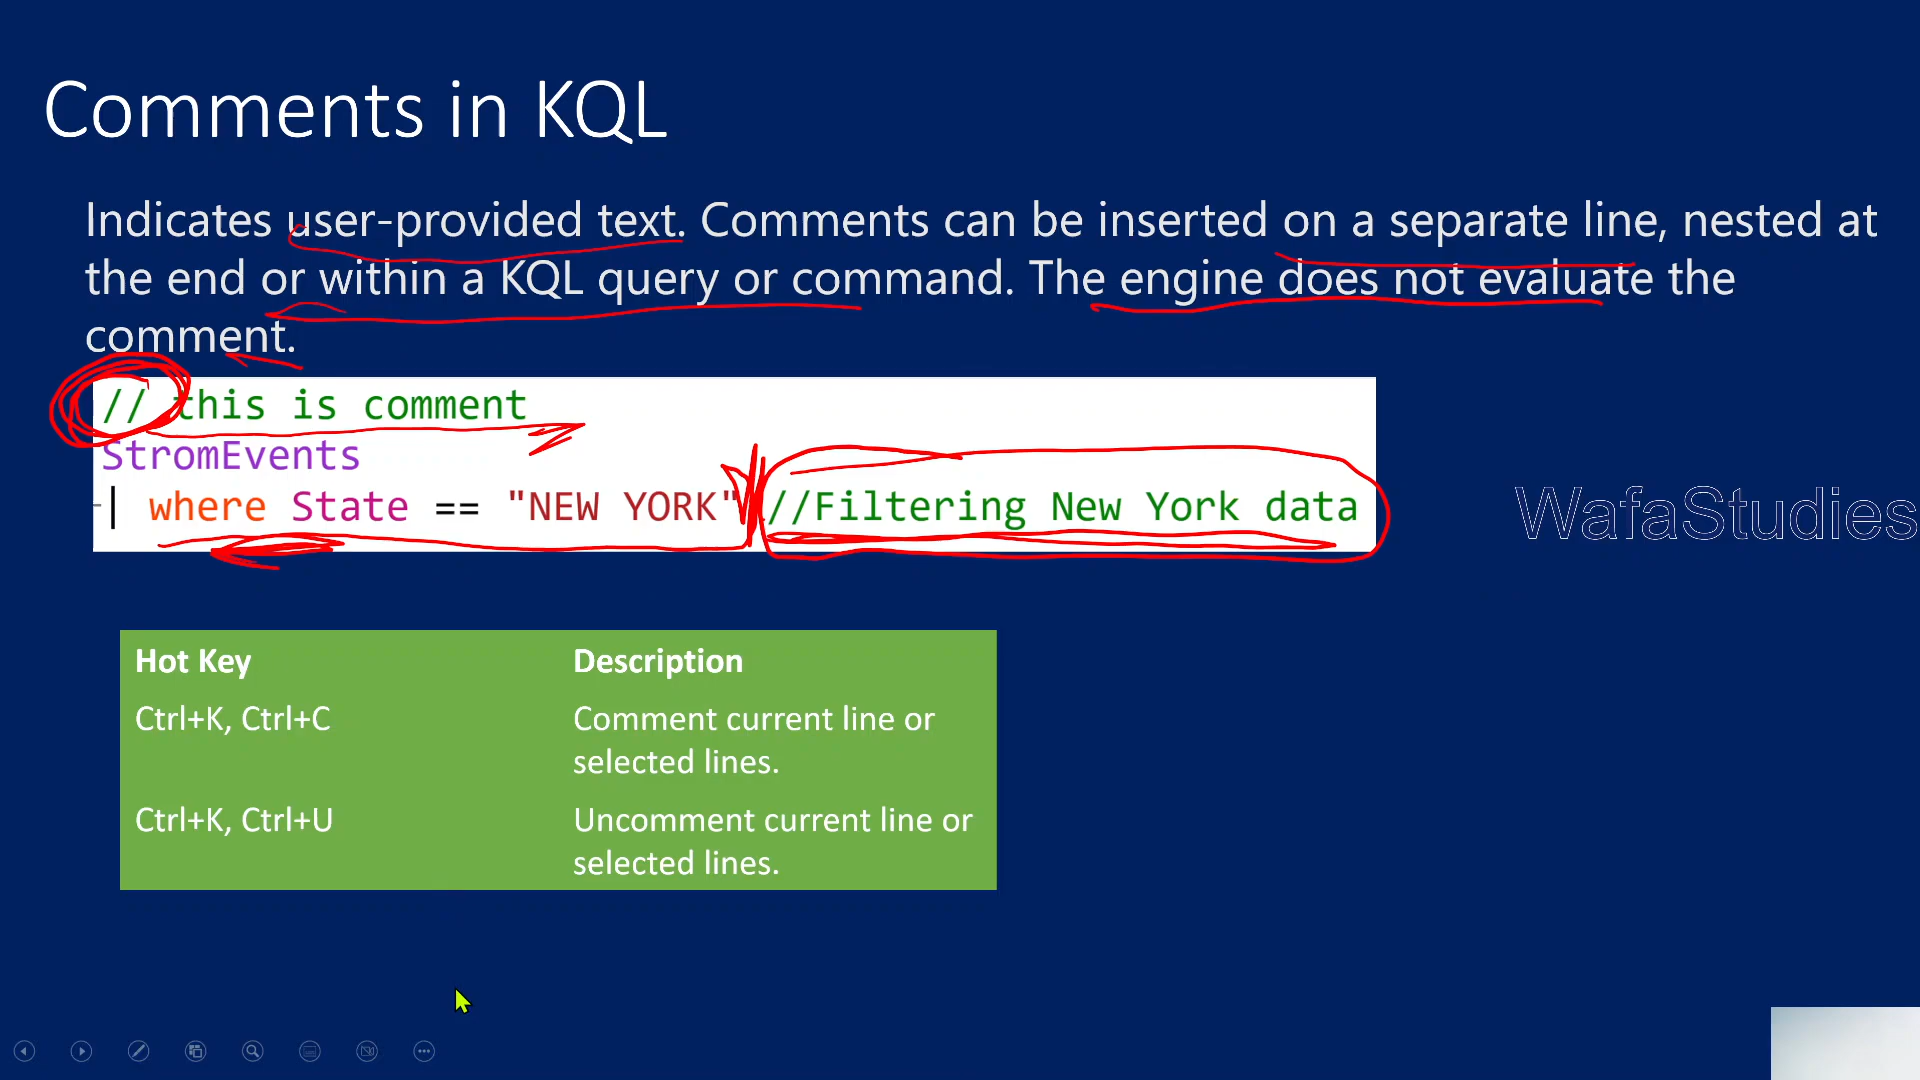 Comments in KQL
Indicates user-provided text. Comments can be inserted on a separate line, nested at
the end or within a KQL query or command. The engine does not evaluate the
comment.
// this is comment
StromEvents
| where State == "NEW YORK" //Filtering New York data
WafaStudies
Hot Key Description
Ctrl+K, Ctrl+C Comment current line or
selected lines.
Ctrl+K, Ctrl+U Uncomment current line or
selected lines.